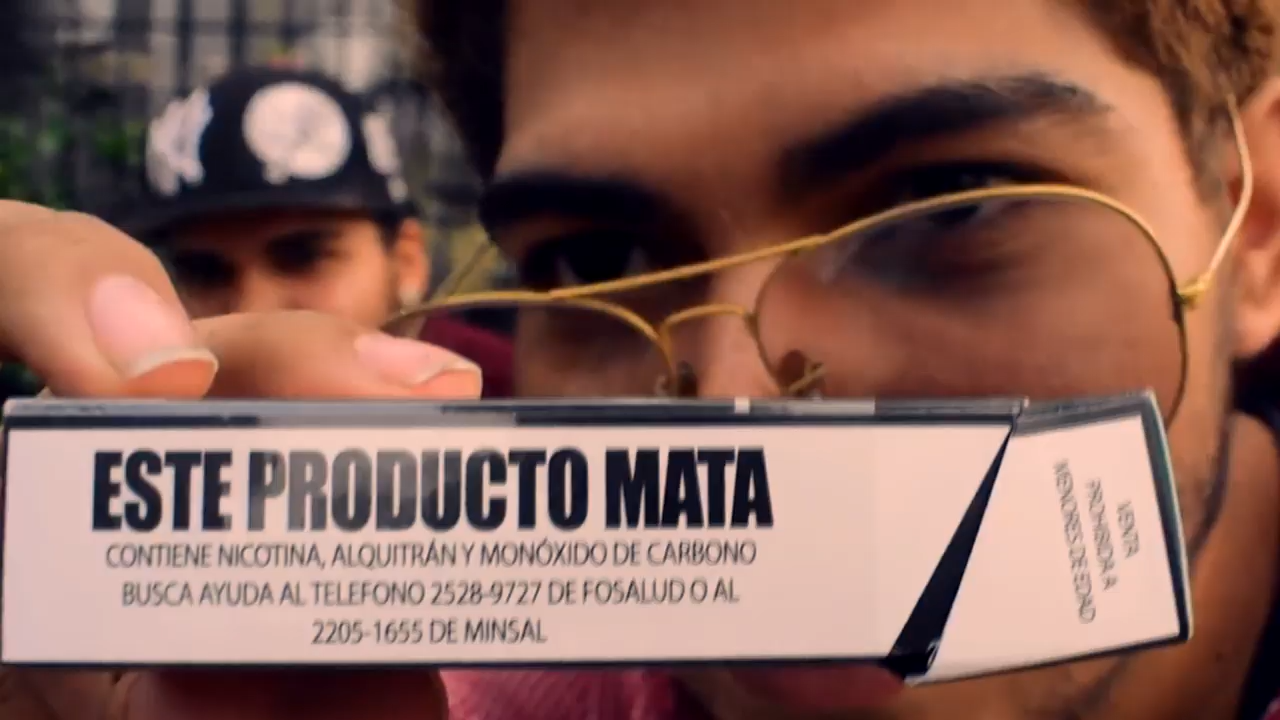 ESTE PRODUCTO MATA
CONTIENE NICOTINA, ALQUITRÁN Y MONÓXIDO DE CARBONO
BUSCA AYUDA AL TELEFONO 2528-9727 DE FOSALUD O AL
2205-1655 DE MINSAL
VENTA
PROHIBIDA A
MENORES DE EDAD